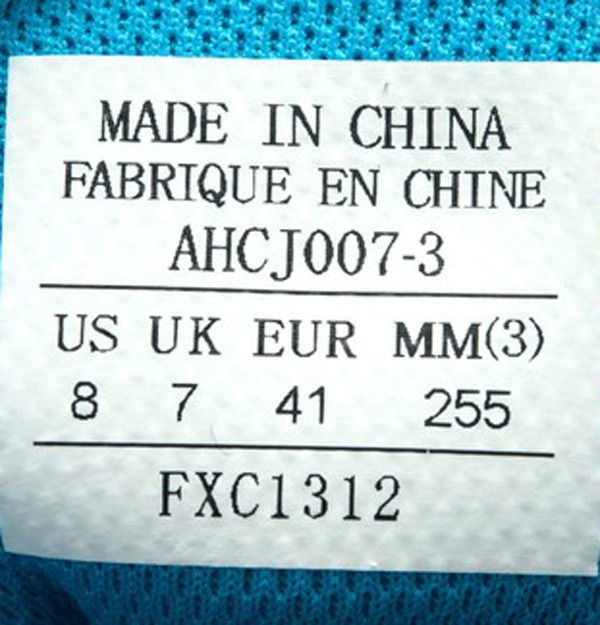 MADE IN CHINA
FABRIQUE EN CHINE
AHCJ007-3
US UK EUR MM(3)
8 7 41 255
FXC1312